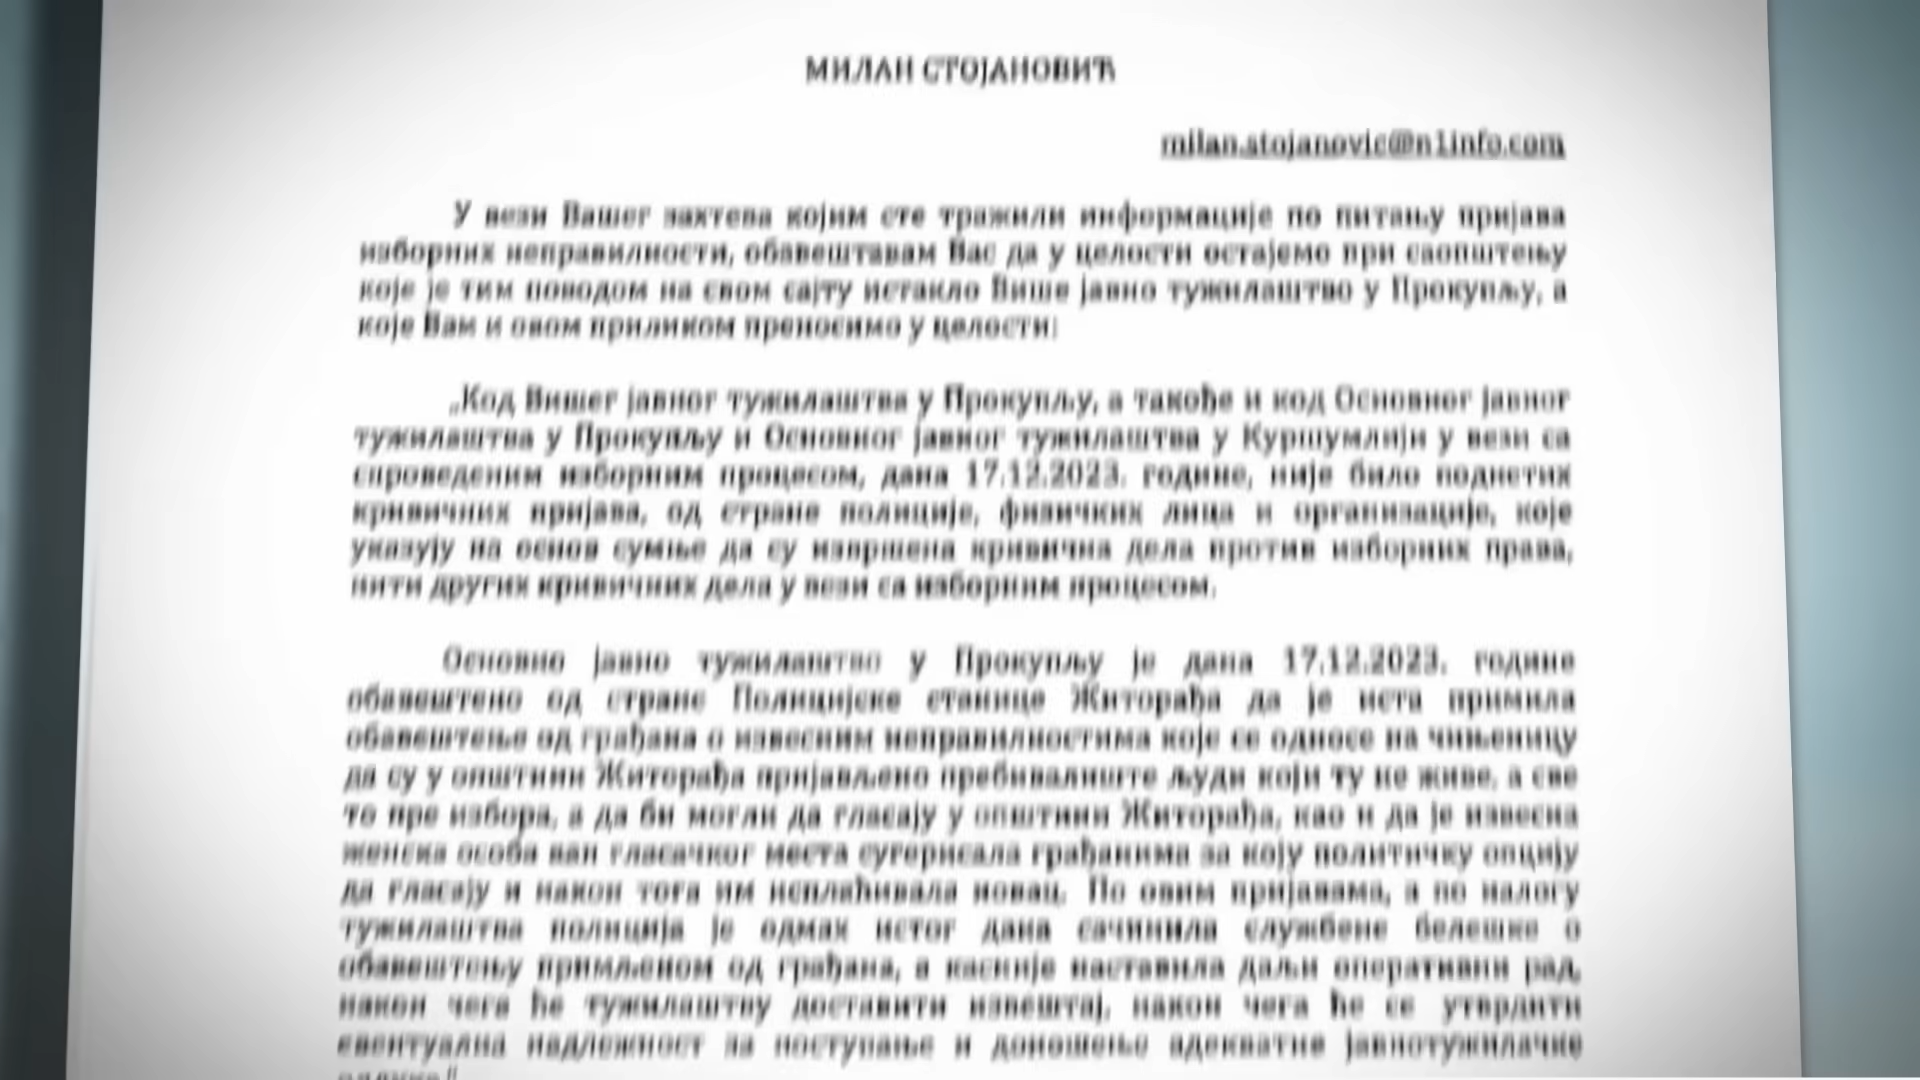 МИЛАН СТОЈАНОВИЋ
milan.stojanovic@n1info.com
У вези Вашег захтева којим сте тражили информације по питању пријава
изборних неправилности, обавештавам Вас да у целости остајемо при саопштењу
које је тим поводом на свом сајту истакло Више јавно тужилаштво у Прокупљу, а
које Вам и овом приликом преносимо у целости:
„Код Вишег јавног тужилаштва у Прокупљу, а такође и код Основног јавног
тужилаштва у Прокупљу и Основног јавног тужилаштва у Куршумлији у вези са
спроведеним изборним процесом, дана 17.12.2023. године, није било поднетих
кривичних пријава, од стране полиције, физичких лица и организације, које
указују на основ сумње да су извршена кривична дела против изборних права,
нити других кривичних дела у вези са изборним процесом.
Основно јавно тужилаштво у Прокупљу је дана 17.12.2023. године
обавештено од стране Полицијске станице Житорађа да је иста примила
обавештење од грађана о извесним неправилностима које се односе на чињеницу
да су у општини Житорађа пријављено пребивалиште људи који ту не живе, а све
то пре избора, а да би могли да гласају у општини Житорађа, као и да је извесна
женска особа ван гласачког места сугерисала грађанима за коју политичку опцију
да гласају и након тога им исплаћивала новац. По овим пријавама, а по налогу
тужилаштва полиција је одмах истог дана сачинила службене белешке о
обавештењу примљеном од грађана, а касније наставила даљи оперативни рад,
након чега ће тужилаштву доставити извештај, након чега ће се утврдити
евентуална надлежност за поступање и доношење адекватне јавнотужилачке